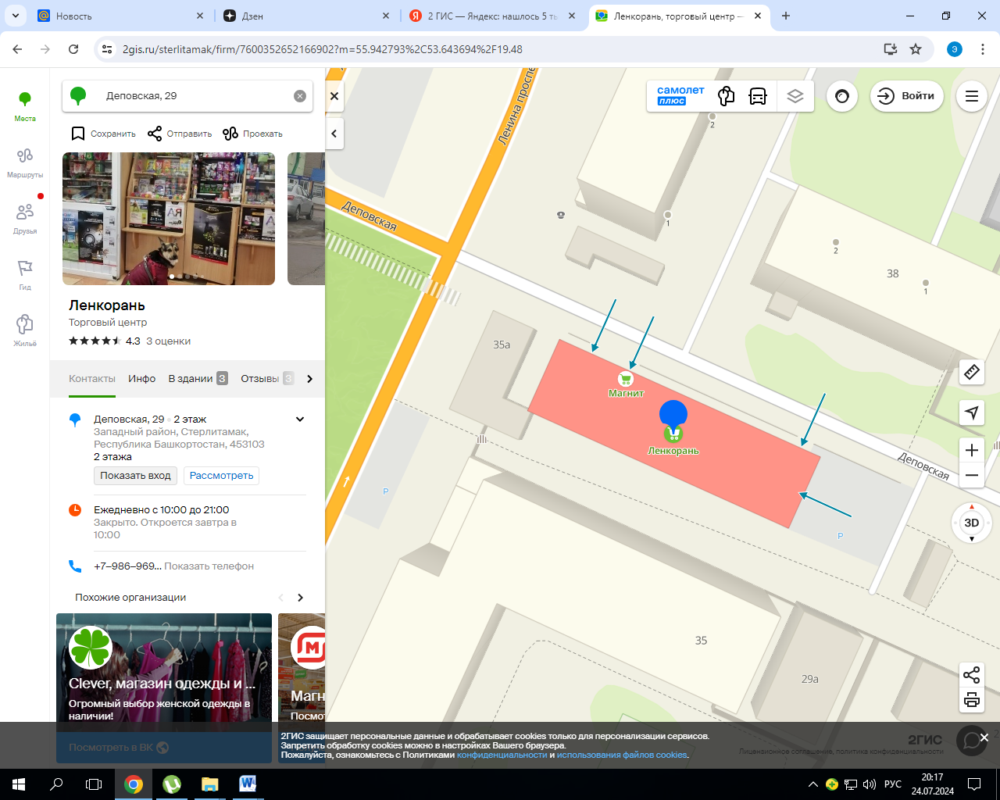 Новость
Дзен
2 ГИС — Яндекс: нашлось 5 ты
Ленкорань, торговый центр —
2gis.ru/sterlitamak/firm/7600352652166902?m=55.942793%2C53.643694%2F19.48
Э
Места
Маршруты
Друзья
Гид
Жильё
Деповская, 29
Сохранить
Отправить
Проехать
Ленкорань
Торговый центр
4.3 3 оценки
Контакты
Инфо
В здании 3
Отзывы 3
Деповская, 29 • 2 этаж
Западный район, Стерлитамак,
Республика Башкортостан, 453103
2 этажа
Показать вход
Рассмотреть
Ежедневно с 10:00 до 21:00
Закрыто. Откроется завтра в
10:00
+7‒986‒969... Показать телефон
Похожие организации
Clever, магазин одежды и ...
Огромный выбор женской одежды в
наличии!
Посмотреть в ВК
Магн
Посмот
самолет
плюс
Войти
Ленина проспе
Деповская
2
1
2
38
1
35а
Магнит
Ленкорань
Деповская
P
P
3D
35
29а
2ГИС
Лицензионное соглашение, политика конфиденциальности
2ГИС защищает персональные данные и обрабатывает cookies только для персонализации сервисов.
Запретить обработку cookies можно в настройках Вашего браузера.
Пожалуйста, ознакомьтесь с Политиками конфиденциальности и использования файлов cookies.
РУС
20:17
24.07.2024